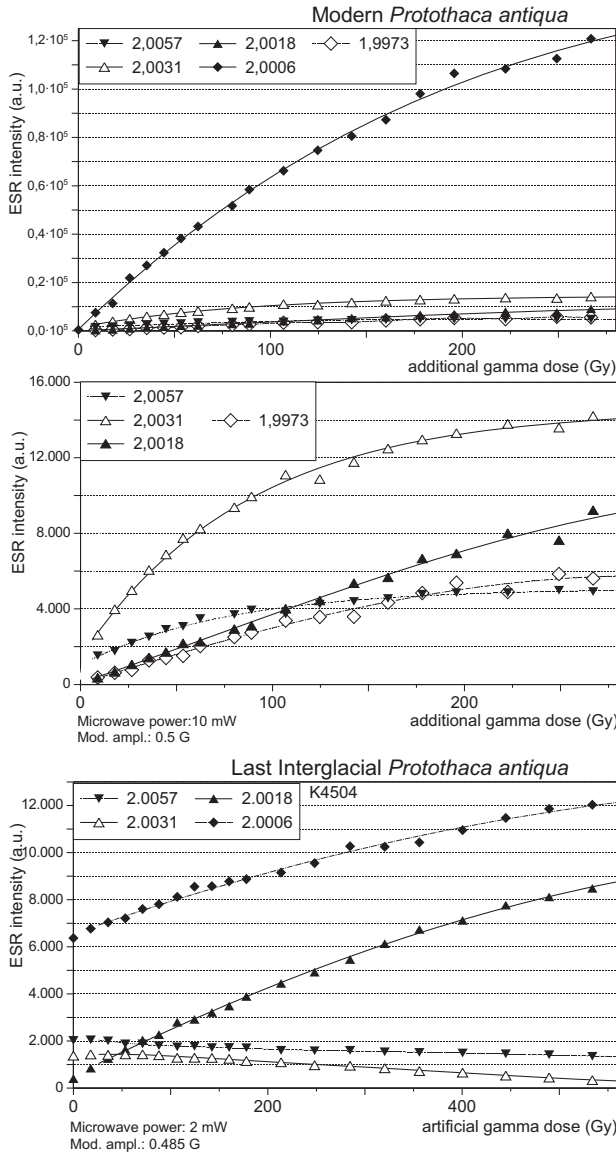 Modern Protothaca antiqua
2,0057 2,0018 1,9973
2,0031 2,0006
ESR intensity (a.u.)
1,2·10⁵
1,0·10⁵
0,8·10⁵
0,6·10⁵
0,4·10⁵
0,2·10⁵
0,0·10⁵
0 100 200
additional gamma dose (Gy)
2,0057
2,0031 1,9973
2,0018
ESR intensity (a.u.)
16.000
12.000
8.000
4.000
0
0 100 200
Microwave power:10 mW
Mod. ampl.: 0.5 G
additional gamma dose (Gy)
Last Interglacial Protothaca antiqua
K4504
2.0057 2.0018
2.0031 2.0006
ESR intensity (a.u.)
12.000
10.000
8.000
6.000
4.000
2.000
0
0 200 400
Microwave power: 2 mW
Mod. ampl.: 0.485 G
artificial gamma dose (Gy)